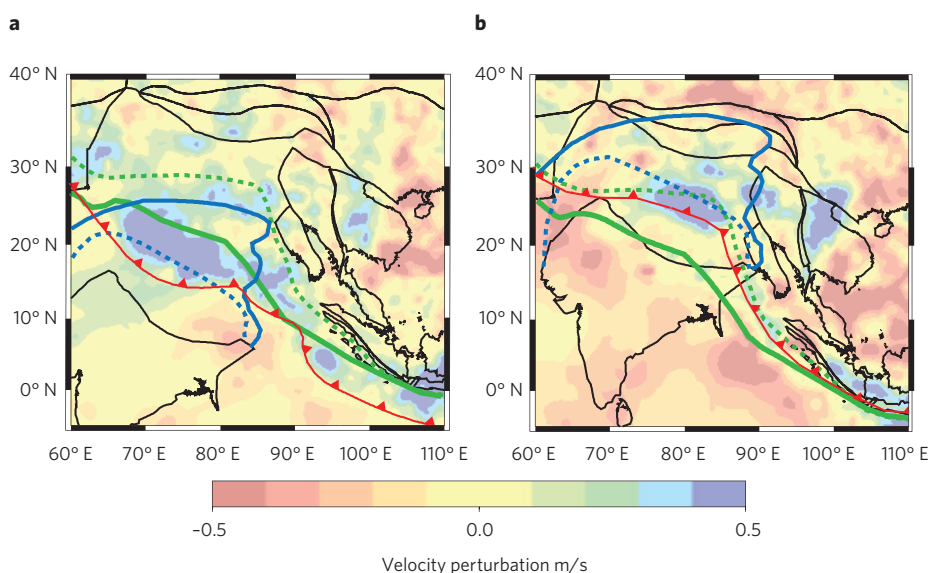 a b
40° N 40° N
30° N 30° N
20° N 20° N
10° N 10° N
0° N 0° N
60° E 70° E 80° E 90° E 100° E 110° E 60° E 70° E 80° E 90° E 100° E 110° E
−0.5 0.0 0.5
Velocity perturbation m/s